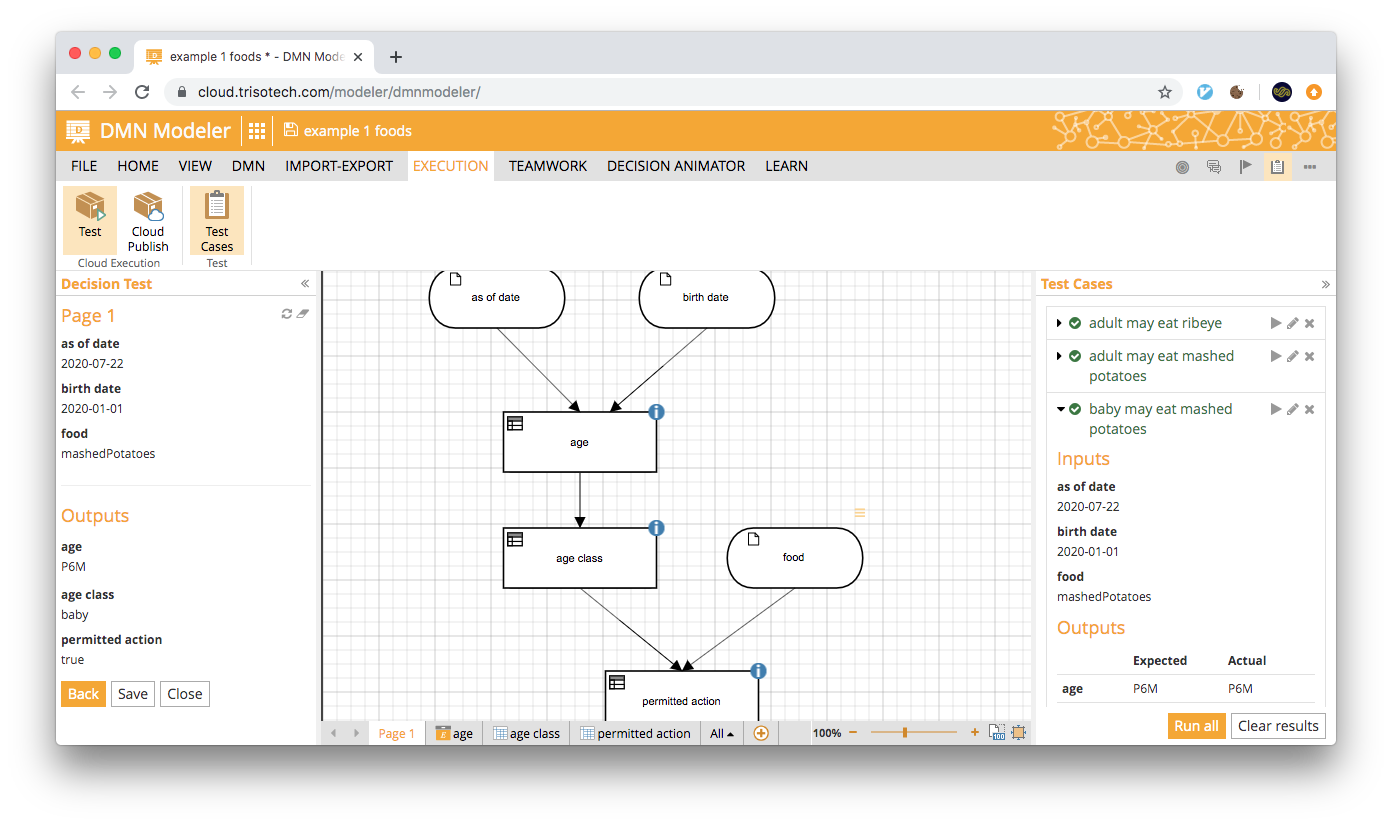 example 1 foods * - DMN Mode
cloud.trisotech.com/modeler/dmnmodeler/
DMN Modeler
example 1 foods
FILE HOME VIEW DMN IMPORT-EXPORT EXECUTION TEAMWORK DECISION ANIMATOR LEARN
Test
Cloud
Publish
Test
Cases
Cloud Execution
Test
Decision Test
Page 1
as of date
2020-07-22
birth date
2020-01-01
food
mashedPotatoes
Outputs
age
P6M
age class
baby
permitted action
true
Back Save Close
as of date
birth date
age
age class
food
permitted action
Page 1 age age class permitted action All 100%
Test Cases
adult may eat ribeye
adult may eat mashed
potatoes
baby may eat mashed
potatoes
Inputs
as of date
2020-07-22
birth date
2020-01-01
food
mashedPotatoes
Outputs
Expected Actual
age P6M P6M
Run all Clear results